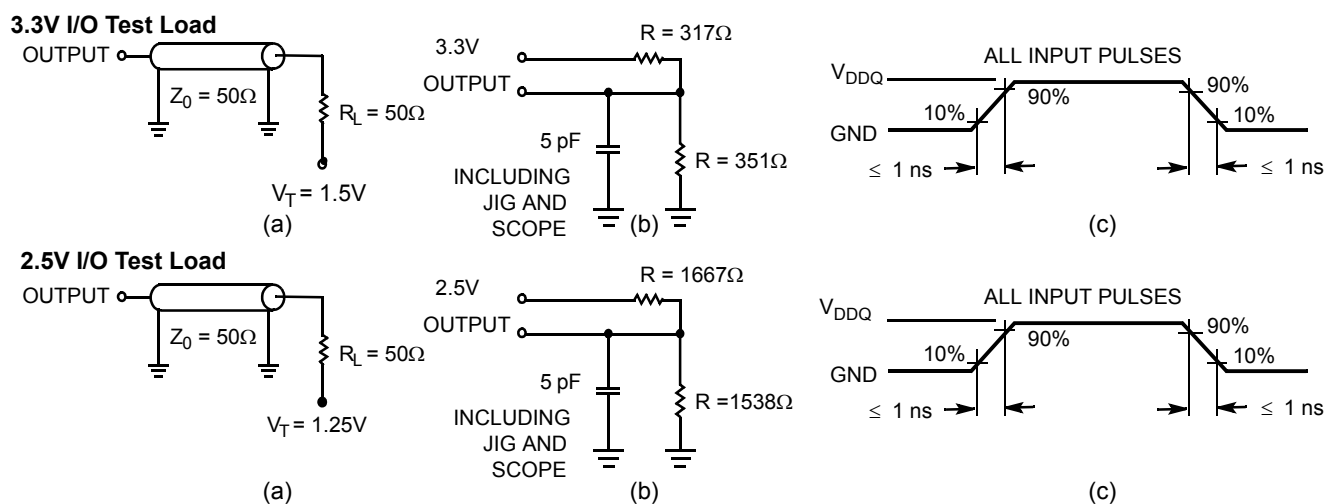 3.3V I/O Test Load
OUTPUT
Z0 = 50Ω
RL = 50Ω
VT = 1.5V
(a)
R = 317Ω
3.3V
OUTPUT
5 pF
INCLUDING
JIG AND
SCOPE
R = 351Ω
(b)
ALL INPUT PULSES
VDDQ
GND
10%
90%
90%
10%
≤ 1 ns
≤ 1 ns
(c)
2.5V I/O Test Load
OUTPUT
Z0 = 50Ω
RL = 50Ω
VT = 1.25V
(a)
R = 1667Ω
2.5V
OUTPUT
5 pF
INCLUDING
JIG AND
SCOPE
R =1538Ω
(b)
ALL INPUT PULSES
VDDQ
GND
10%
90%
90%
10%
≤ 1 ns
≤ 1 ns
(c)